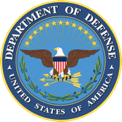 DEPARTMENT OF DEFENSE
UNITED STATES OF AMERICA